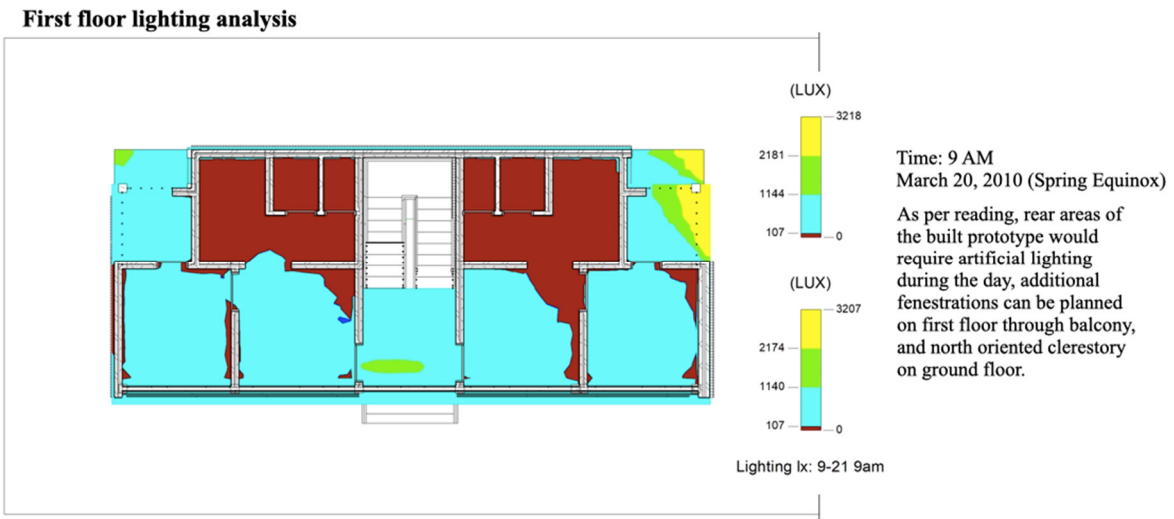 First floor lighting analysis
(LUX)
3218
2181
1144
107
0
(LUX)
3207
2174
1140
107
0
Lighting lx: 9-21 9am
Time: 9 AM
March 20, 2010 (Spring Equinox)
As per reading, rear areas of
the built prototype would
require artificial lighting
during the day, additional
fenestrations can be planned
on first floor through balcony,
and north oriented clerestory
on ground floor.